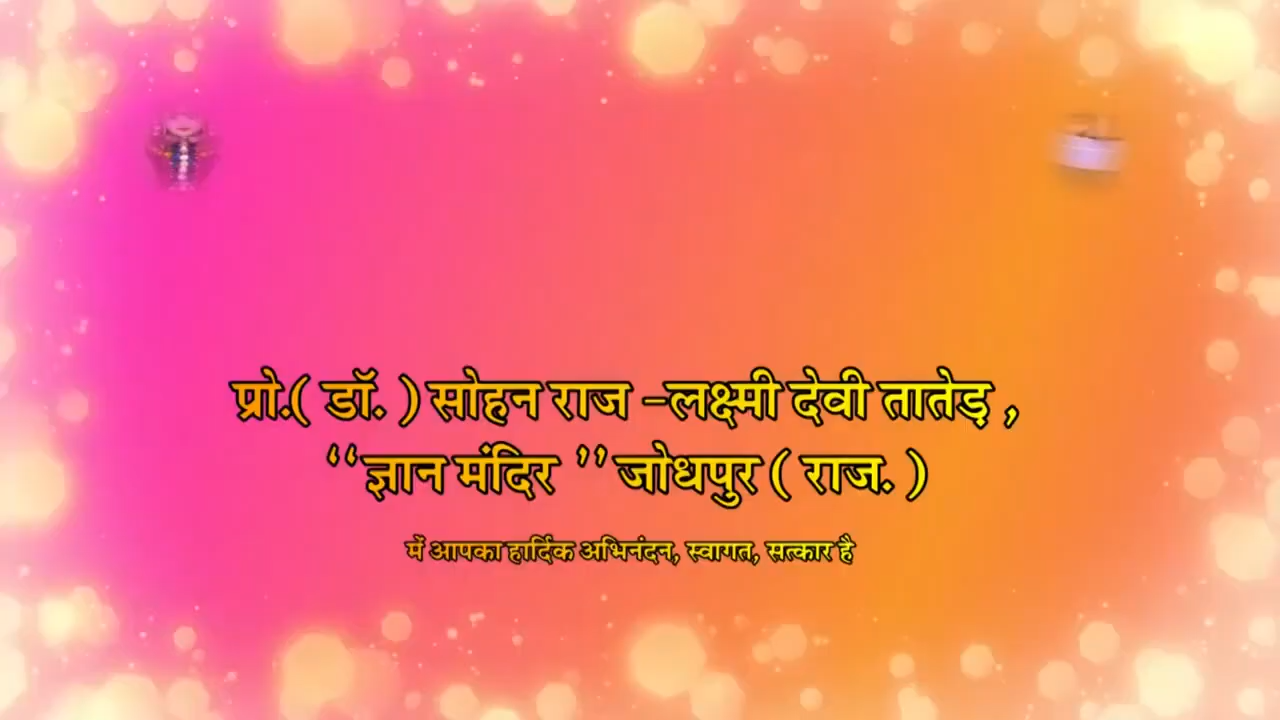 प्रो.( डॉ. ) सोहन राज -लक्ष्मी देवी तातेड़ ,
‘‘ ज्ञान मंदिर ’’ जोधपुर ( राज. )
में आपका हार्दिक अभिनंदन, स्वागत, सत्कार है